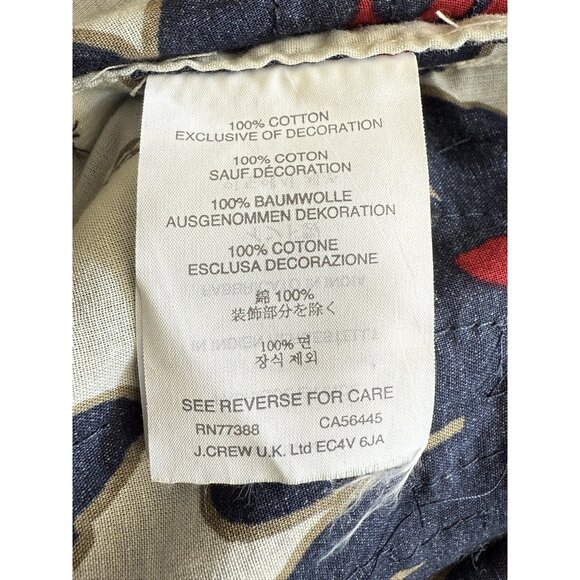 100% COTTON
EXCLUSIVE OF DECORATION
100% COTON
SAUF DÉCORATION
100% BAUMWOLLE
AUSGENOMMEN DEKORATION
100% COTONE
ESCLUSA DECORAZIONE
綿 100%
装飾部分を除く
100% 면
장식 제외
SEE REVERSE FOR CARE
RN77388 CA56445
J.CREW U.K. Ltd EC4V 6JA